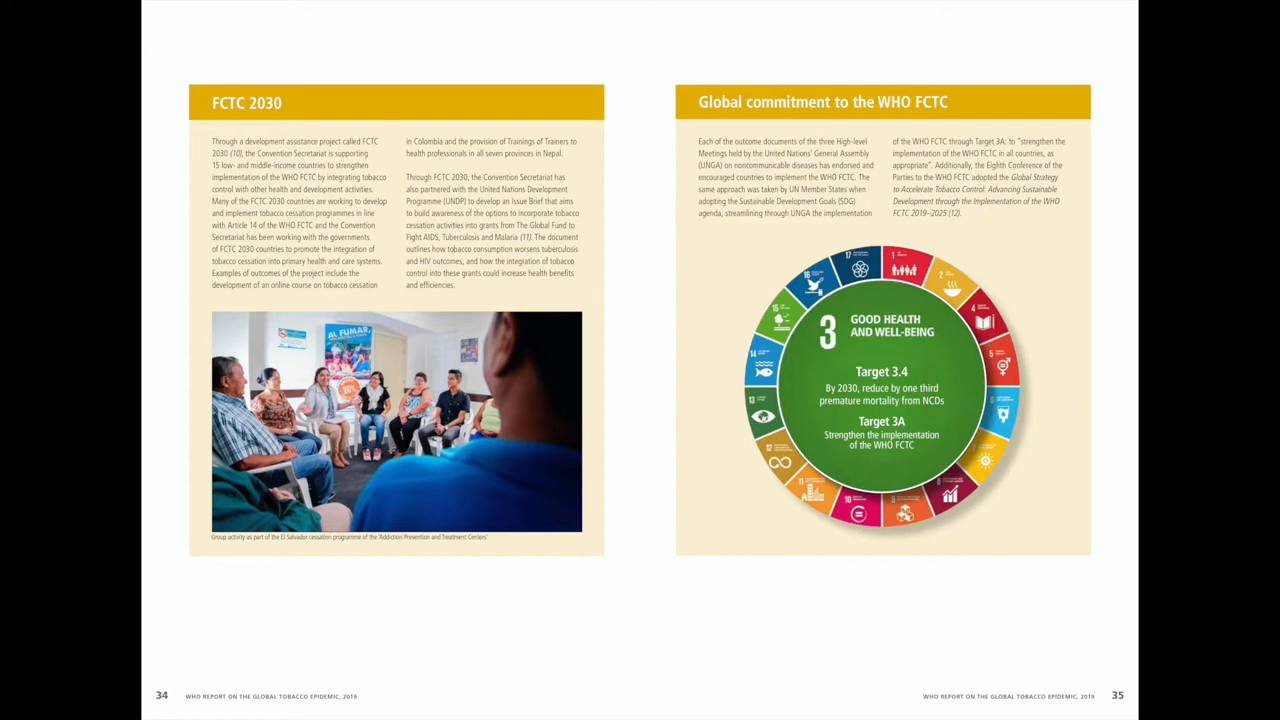 FCTC 2030
Through a development assistance project called FCTC
2030 (10), the Convention Secretariat is supporting
15 low- and middle-income countries to strengthen
implementation of the WHO FCTC by integrating tobacco
control with other health and development activities.
Many of the FCTC 2030 countries are working to develop
and implement tobacco cessation programmes in line
with Article 14 of the WHO FCTC and the Convention
Secretariat has been working with the governments
of FCTC 2030 countries to promote the integration of
tobacco cessation into primary health and care systems.
Examples of outcomes of the project include the
development of an online course on tobacco cessation
in Colombia and the provision of Trainings of Trainers to
health professionals in all seven provinces in Nepal.
Through FCTC 2030, the Convention Secretariat has
also partnered with the United Nations Development
Programme (UNDP) to develop an Issue Brief that aims
to build awareness of the options to incorporate tobacco
cessation activities into grants from The Global Fund to
Fight AIDS, Tuberculosis and Malaria (11). The document
outlines how tobacco consumption worsens tuberculosis
and HIV outcomes, and how the integration of tobacco
control into these grants could increase health benefits
and efficiencies.
AL FUMAR,
Group activity as part of the El Salvador cessation programme of the 'Addiction Prevention and Treatment Centers'
34 WHO REPORT ON THE GLOBAL TOBACCO EPIDEMIC, 2019
Global commitment to the WHO FCTC
Each of the outcome documents of the three High-level
Meetings held by the United Nations' General Assembly
(UNGA) on noncommunicable diseases has endorsed and
encouraged countries to implement the WHO FCTC. The
same approach was taken by UN Member States when
adopting the Sustainable Development Goals (SDG)
agenda, streamlining through UNGA the implementation
of the WHO FCTC through Target 3A: to "strengthen the
implementation of the WHO FCTC in all countries, as
appropriate". Additionally, the Eighth Conference of the
Parties to the WHO FCTC adopted the Global Strategy
to Accelerate Tobacco Control: Advancing Sustainable
Development through the Implementation of the WHO
FCTC 2019–2025 (12).
17
1
2
4
5
6
7
8
9
10
11
12
13
14
15
16
3 GOOD HEALTH
AND WELL-BEING
Target 3.4
By 2030, reduce by one third
premature mortality from NCDs
Target 3A
Strengthen the implementation
of the WHO FCTC
WHO REPORT ON THE GLOBAL TOBACCO EPIDEMIC, 2019 35